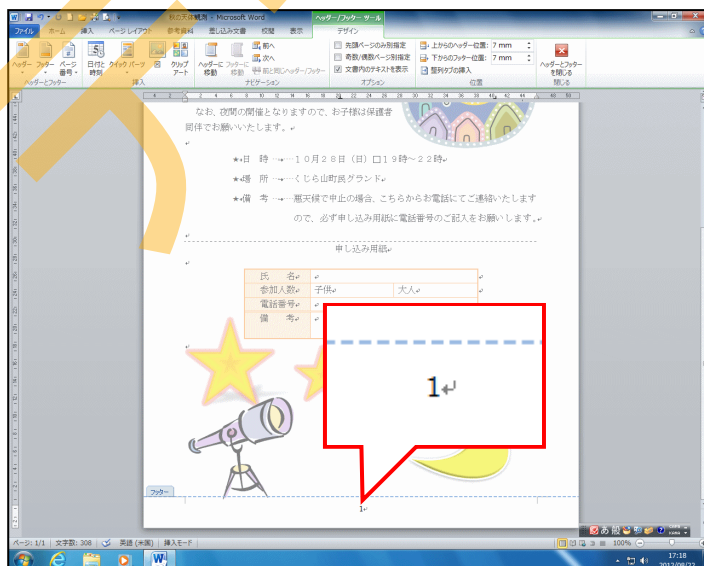 秋の天体観測 - Microsoft Word
ヘッダー/フッター ツール
ファイル ホーム 挿入 ページ レイアウト 参考資料 差し込み文書 校閲 表示 デザイン
ヘッダー フッター ページ番号 日付と時刻 クイック パーツ 図 クリップアート ヘッダーに移動 フッターに移動
前へ
次へ
前と同じヘッダー/フッター
先頭ページのみ別指定
奇数/偶数ページ別指定
文書内のテキストを表示
上からのヘッダー位置: 7 mm
下からのフッター位置: 7 mm
整列タブの挿入
ヘッダーとフッターを閉じる
ヘッダーとフッター 挿入 ナビゲーション オプション 位置 閉じる
なお、夜間の開催となりますので、お子様は保護者
同伴でお願いいたします。
★日 時 … 10月28日(日)□19時～22時
★場 所 … くじら山町民グランド
★備 考 … 悪天候で中止の場合、こちらからお電話にてご連絡いたします
ので、必ず申し込み用紙に電話番号のご記入をお願いします。
申し込み用紙
氏 名
参加人数 子供 大人
電話番号
備 考
1
フッター
1
ページ: 1/1 文字数: 308 英語 (米国) 挿入モード 100%
あ 般
17:18
2012/08/22